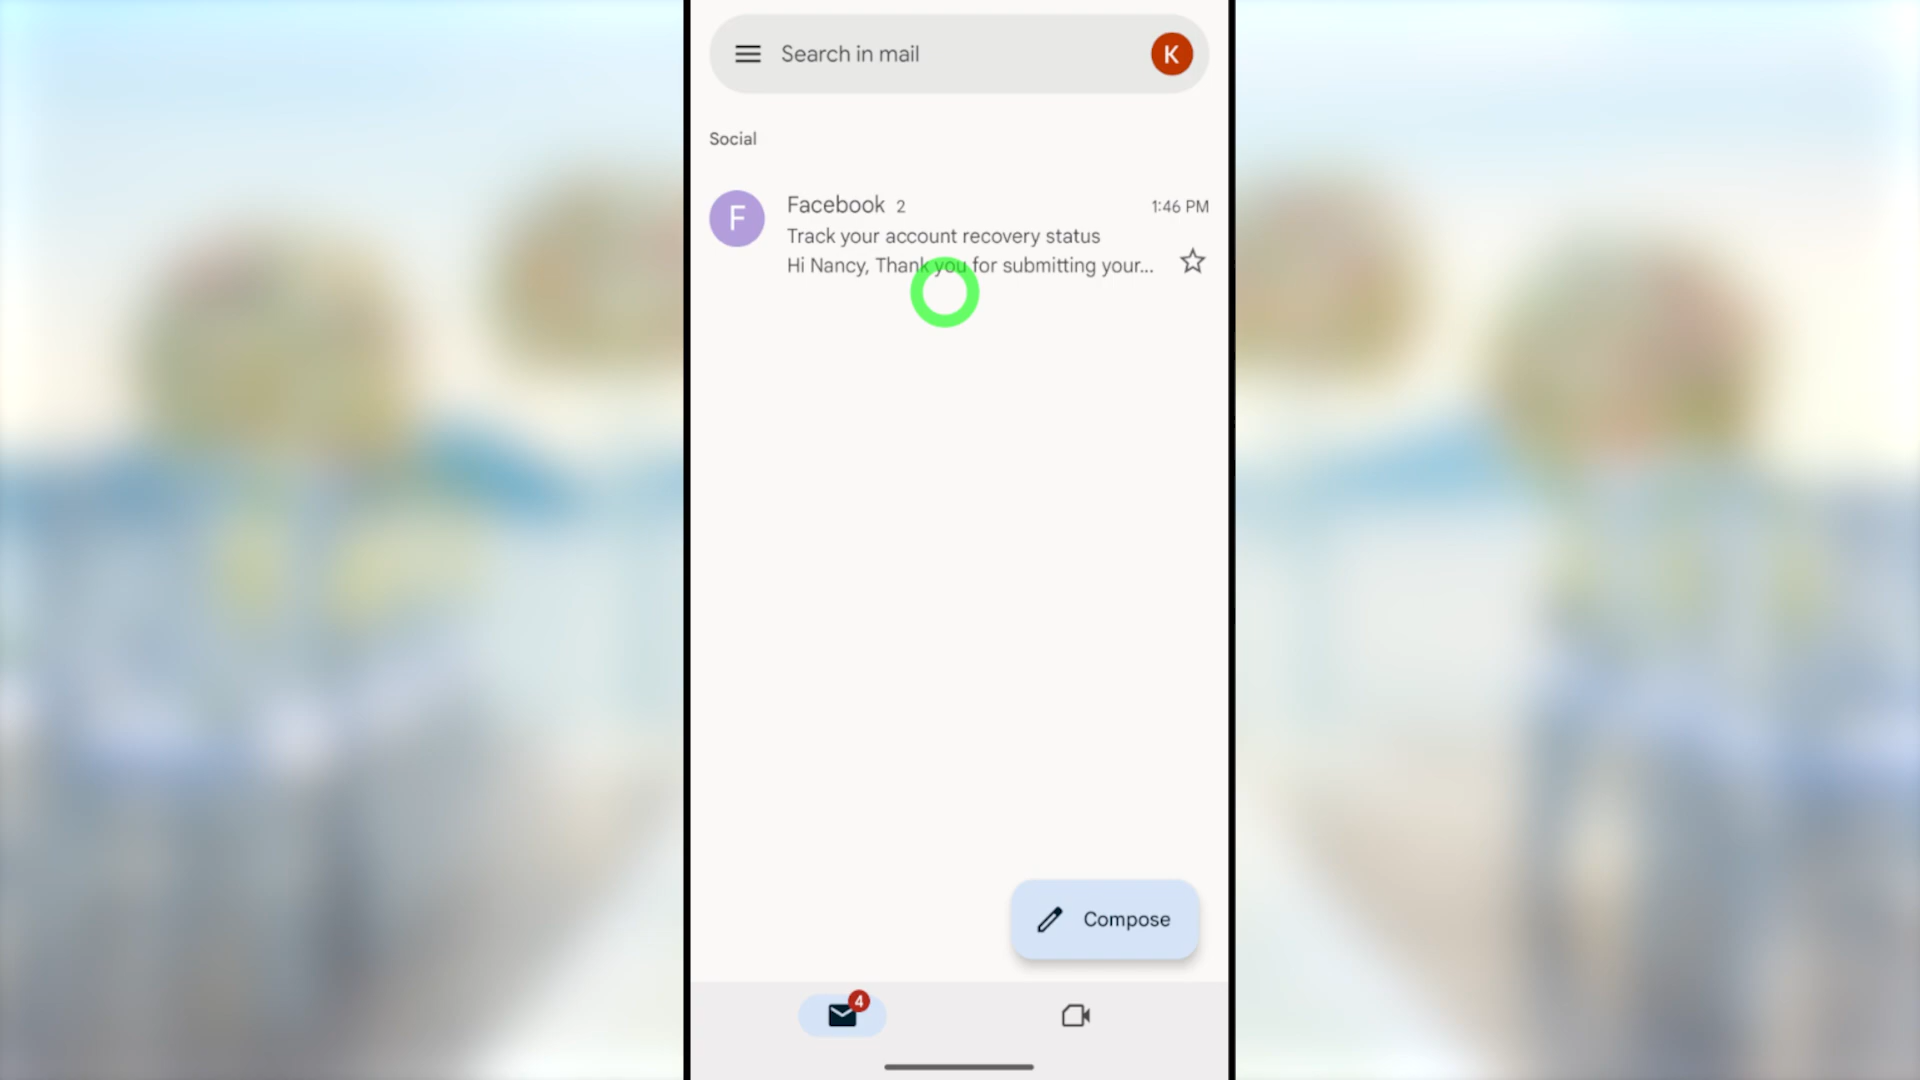 Search in mail
K
Social
F
Facebook 2
1:46 PM
Track your account recovery status
Hi Nancy, Thank you for submitting your...
Compose
4